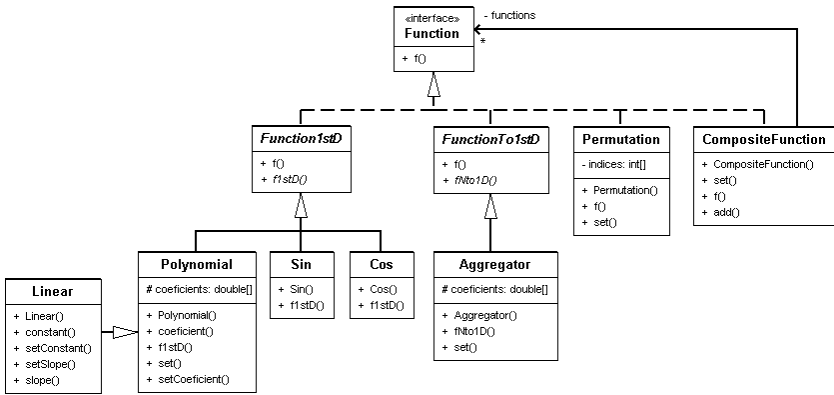 «interface»
Function
+ f()
- functions
*
Function1stD
+ f()
+ f1stD()
FunctionTo1stD
+ f()
+ fNto1D()
Permutation
- indices: int[]
+ Permutation()
+ f()
+ set()
CompositeFunction
+ CompositeFunction()
+ set()
+ f()
+ add()
Linear
+ Linear()
+ constant()
+ setConstant()
+ setSlope()
+ slope()
Polynomial
# coeficients: double[]
+ Polynomial()
+ coeficient()
+ f1stD()
+ set()
+ setCoeficient()
Sin
+ Sin()
+ f1stD()
Cos
+ Cos()
+ f1stD()
Aggregator
# coeficients: double[]
+ Aggregator()
+ fNto1D()
+ set()